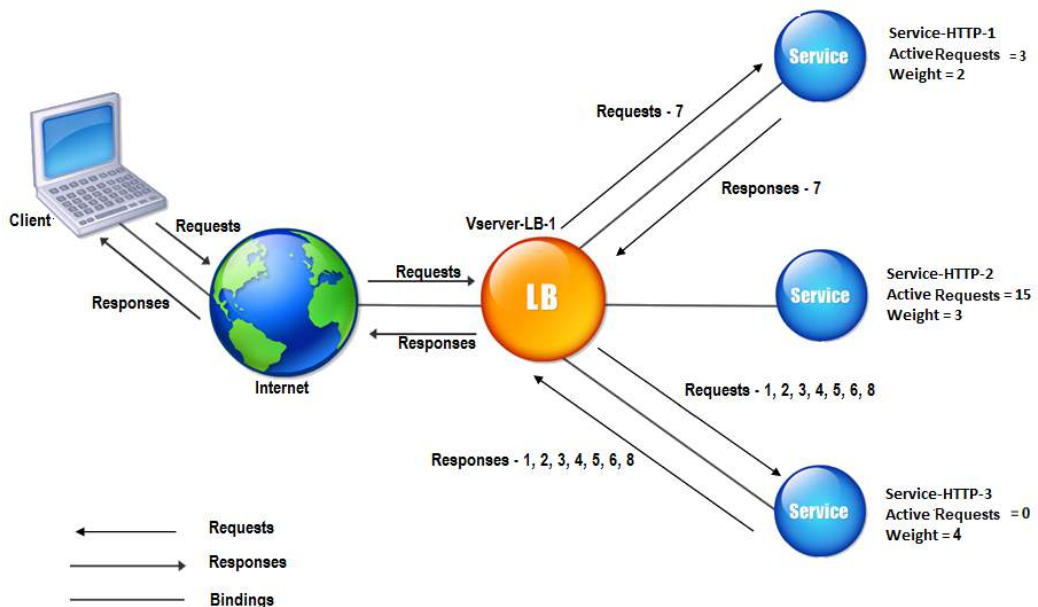 Service-HTTP-1
Active Requests = 3
Weight = 2
Service
Requests - 7
Responses - 7
Client
Requests
Responses
Vserver-LB-1
Requests
LB
Responses
Internet
Service
Service-HTTP-2
Active Requests = 15
Weight = 3
Requests - 1, 2, 3, 4, 5, 6, 8
Responses - 1, 2, 3, 4, 5, 6, 8
Service
Service-HTTP-3
Active Requests = 0
Weight = 4
Requests
Responses
Bindings